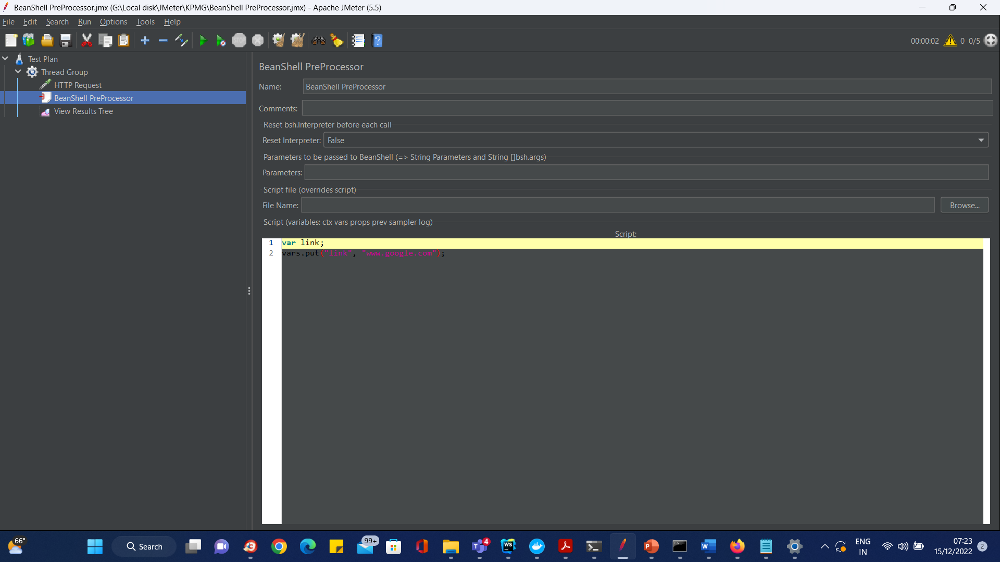 BeanShell PreProcessor.jmx (G:\Local disk\JMeter\KPMG\BeanShell PreProcessor.jmx) - Apache JMeter (5.5)
File Edit Search Run Options Tools Help
STOP
00:00:02 0 0/5
Test Plan
Thread Group
HTTP Request
BeanShell PreProcessor
View Results Tree
BeanShell PreProcessor
Name: BeanShell PreProcessor
Comments:
Reset bsh.Interpreter before each call
Reset Interpreter: False
Parameters to be passed to BeanShell (=> String Parameters and String []bsh.args)
Parameters:
Script file (overrides script)
File Name: Browse...
Script (variables: ctx vars props prev sampler log)
Script:
1 var link;
2 vars.put("link", "www.google.com");
66°
Search
99+
4
WS
ENG
IN
07:23
15/12/2022
2